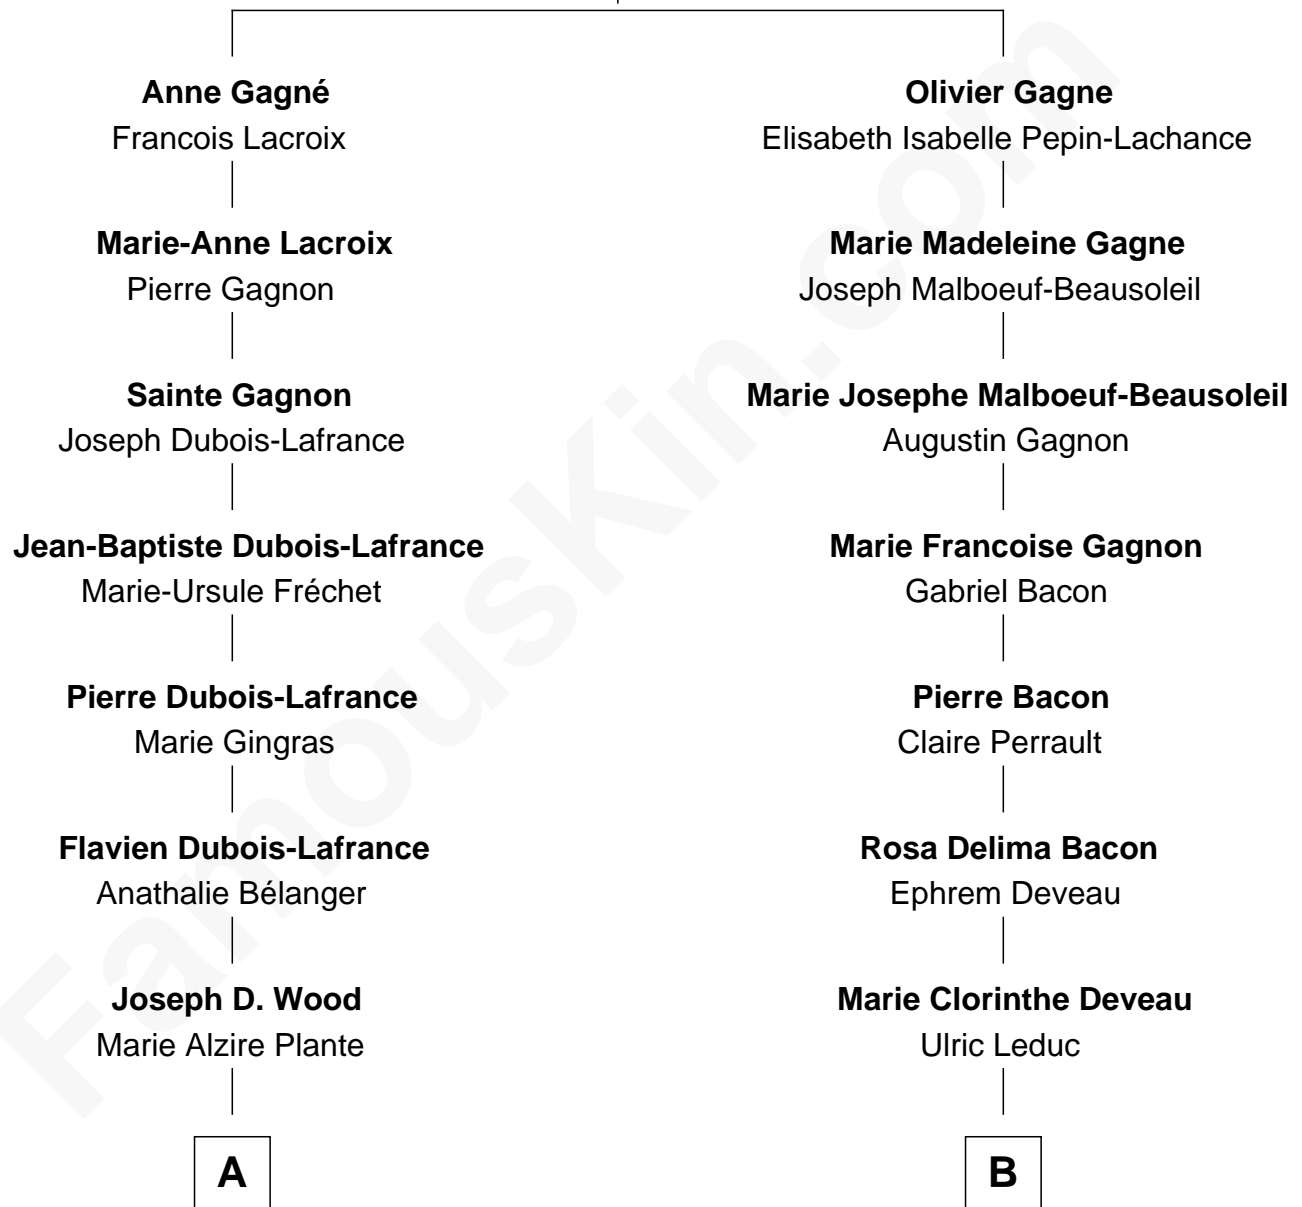 Anne Gagné
Francois Lacroix
Marie-Anne Lacroix
Pierre Gagnon
Sainte Gagnon
Joseph Dubois-Lafrance
Jean-Baptiste Dubois-Lafrance
Marie-Ursule Fréchet
Pierre Dubois-Lafrance
Marie Gingras
Flavien Dubois-Lafrance
Anathalie Bélanger
Joseph D. Wood
Marie Alzire Plante
A
Olivier Gagne
Elisabeth Isabelle Pepin-Lachance
Marie Madeleine Gagne
Joseph Malboeuf-Beausoleil
Marie Josephe Malboeuf-Beausoleil
Augustin Gagnon
Marie Francoise Gagnon
Gabriel Bacon
Pierre Bacon
Claire Perrault
Rosa Delima Bacon
Ephrem Deveau
Marie Clorinthe Deveau
Ulric Leduc
B
FamousKin.com